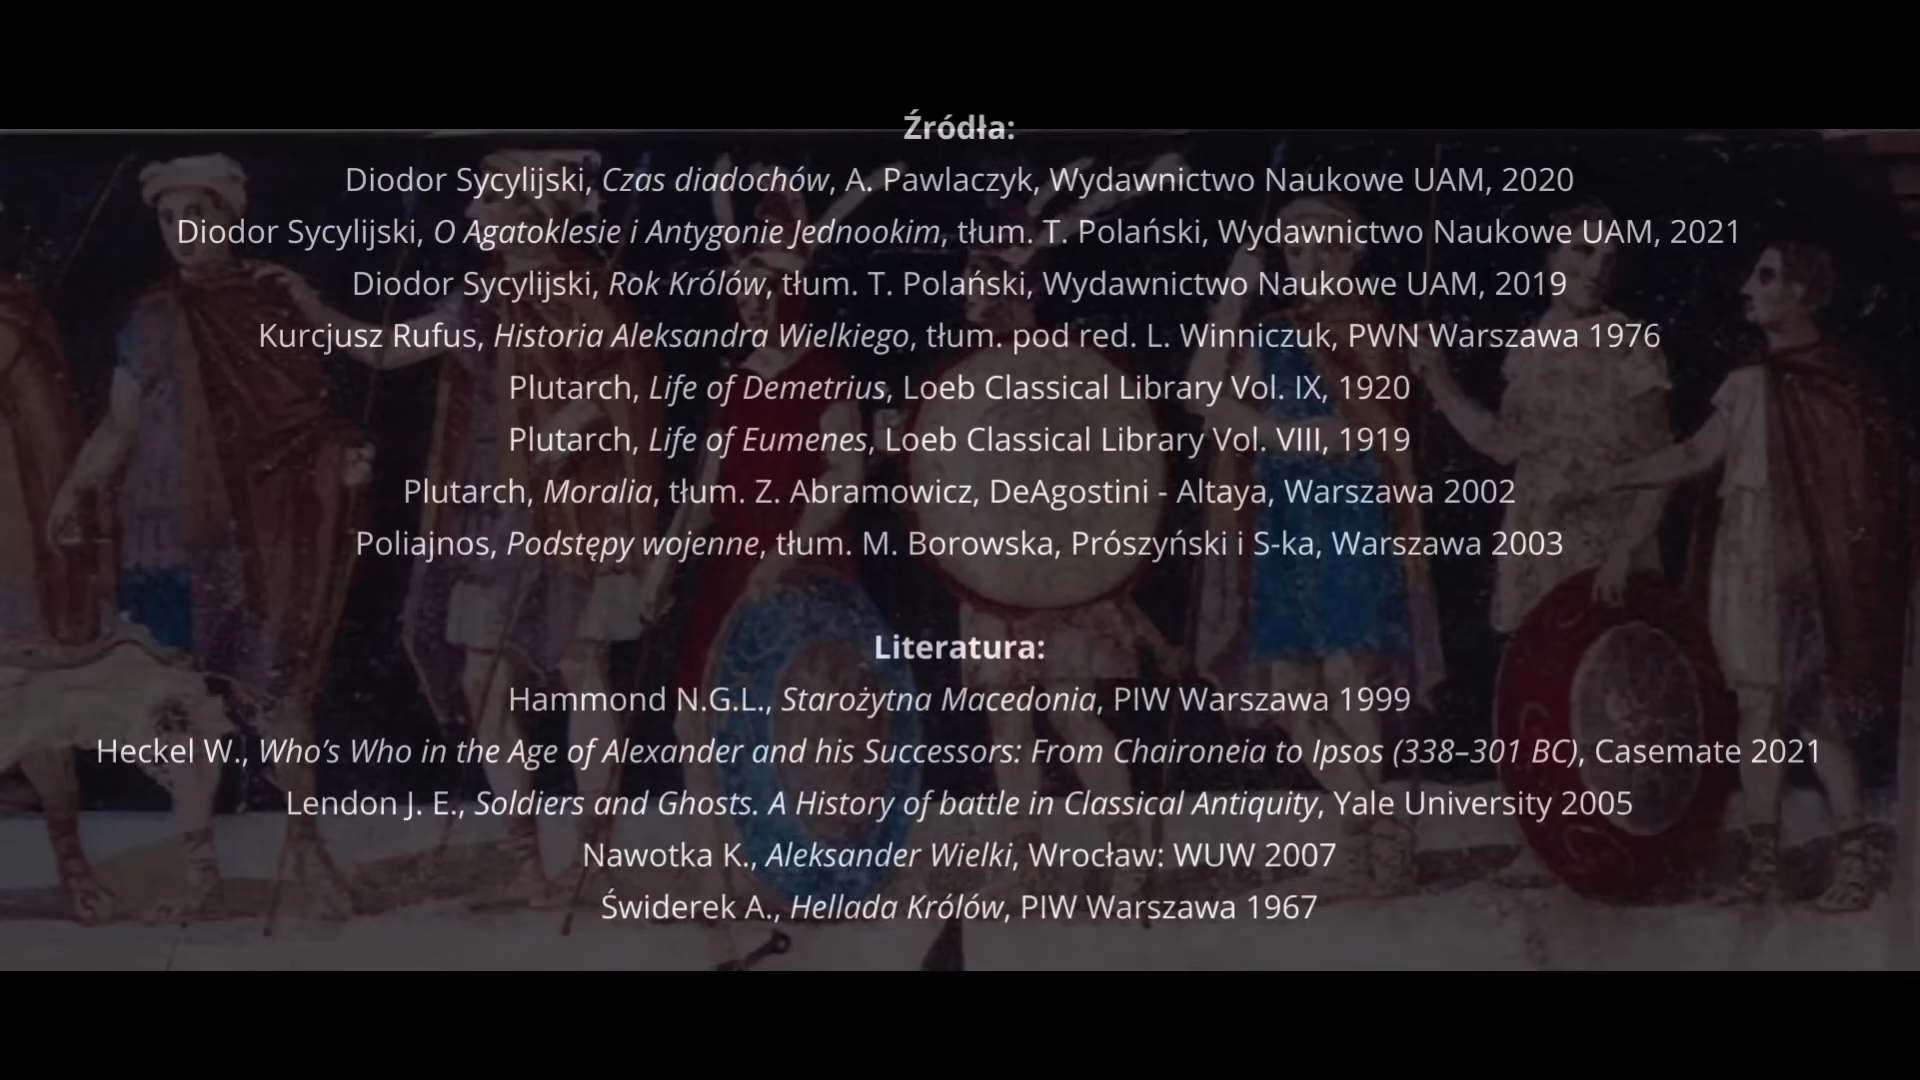 Źródła:
Diodor Sycylijski, Czas diadochów, A. Pawlaczyk, Wydawnictwo Naukowe UAM, 2020
Diodor Sycylijski, O Agatoklesie i Antygonie Jednookim, tłum. T. Polański, Wydawnictwo Naukowe UAM, 2021
Diodor Sycylijski, Rok Królów, tłum. T. Polański, Wydawnictwo Naukowe UAM, 2019
Kurcjusz Rufus, Historia Aleksandra Wielkiego, tłum. pod red. L. Winniczuk, PWN Warszawa 1976
Plutarch, Life of Demetrius, Loeb Classical Library Vol. IX, 1920
Plutarch, Life of Eumenes, Loeb Classical Library Vol. VIII, 1919
Plutarch, Moralia, tłum. Z. Abramowicz, DeAgostini - Altaya, Warszawa 2002
Poliajnos, Podstępy wojenne, tłum. M. Borowska, Prószyński i S-ka, Warszawa 2003
Literatura:
Hammond N.G.L., Starożytna Macedonia, PIW Warszawa 1999
Heckel W., Who’s Who in the Age of Alexander and his Successors: From Chaironeia to Ipsos (338–301 BC), Casemate 2021
Lendon J. E., Soldiers and Ghosts. A History of battle in Classical Antiquity, Yale University 2005
Nawotka K., Aleksander Wielki, Wrocław: WUW 2007
Świderek A., Hellada Królów, PIW Warszawa 1967